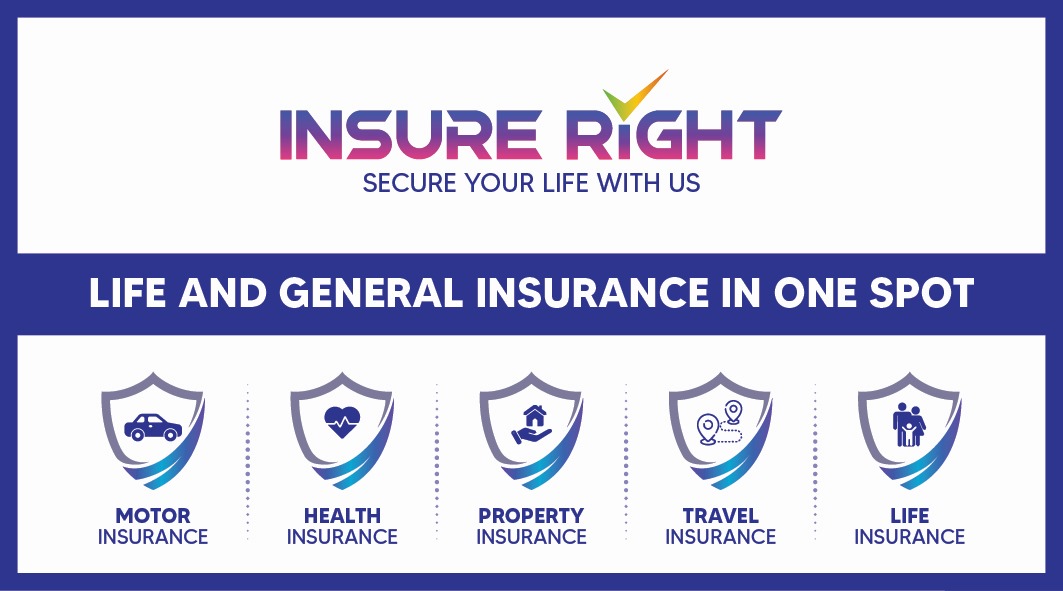 INSURE RiGHT
SECURE YOUR LIFE WITH US
LIFE AND GENERAL INSURANCE IN ONE SPOT
MOTOR
INSURANCE
HEALTH
INSURANCE
PROPERTY
INSURANCE
TRAVEL
INSURANCE
LIFE
INSURANCE